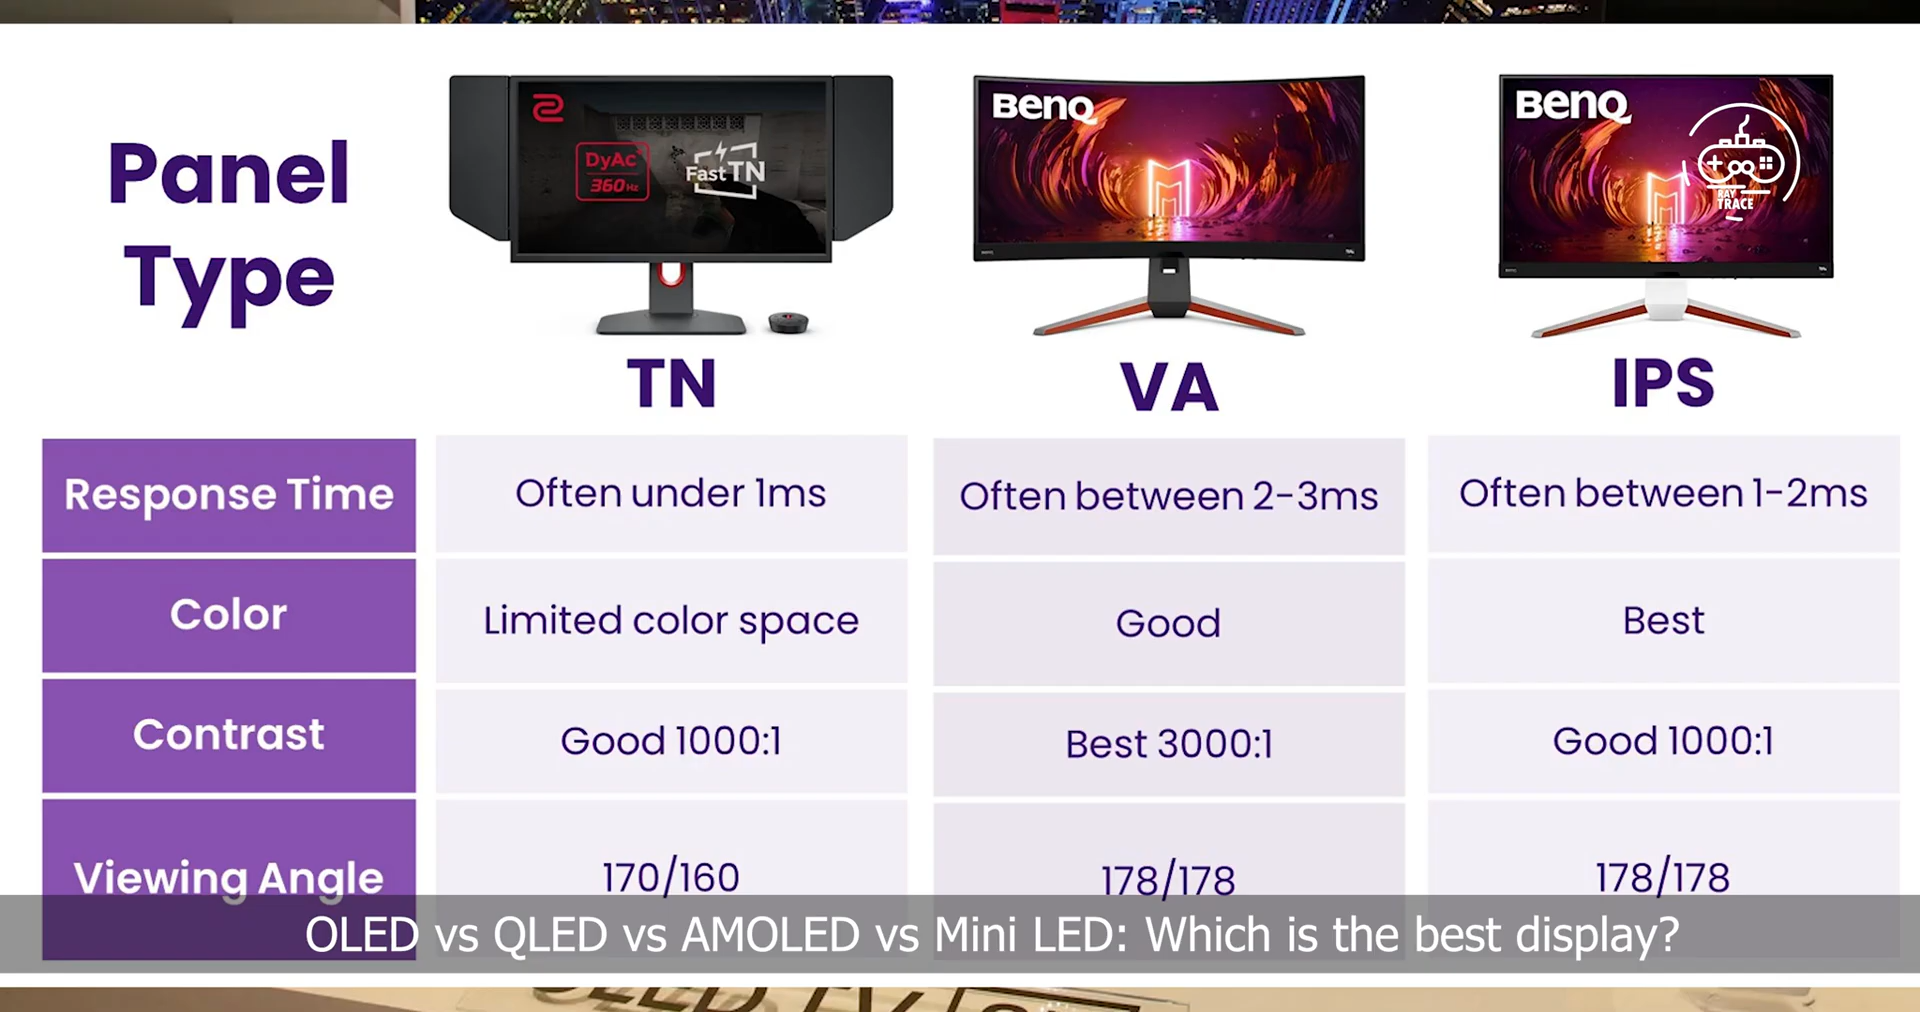 Panel
Type
DyAc
360Hz
Fast TN
BenQ
BenQ
RAY
TRACE
TN
VA
IPS
Response Time
Often under 1ms
Often between 2-3ms
Often between 1-2ms
Color
Limited color space
Good
Best
Contrast
Good 1000:1
Best 3000:1
Good 1000:1
Viewing Angle
170/160
178/178
178/178
OLED vs QLED vs AMOLED vs Mini LED: Which is the best display?